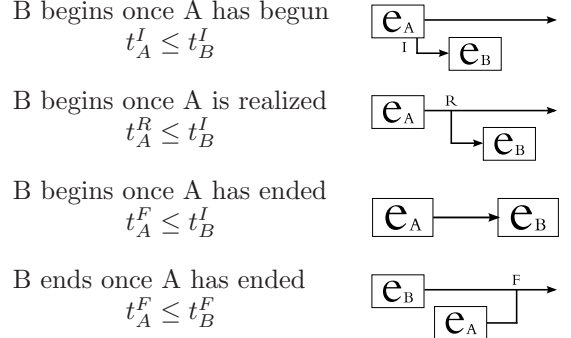 B begins once A has begun
t_A^I ≤ t_B^I
e_A
I
e_B
B begins once A is realized
t_A^R ≤ t_B^I
e_A
R
e_B
B begins once A has ended
t_A^F ≤ t_B^I
e_A e_B
B ends once A has ended
t_A^F ≤ t_B^F
e_B
F
e_A